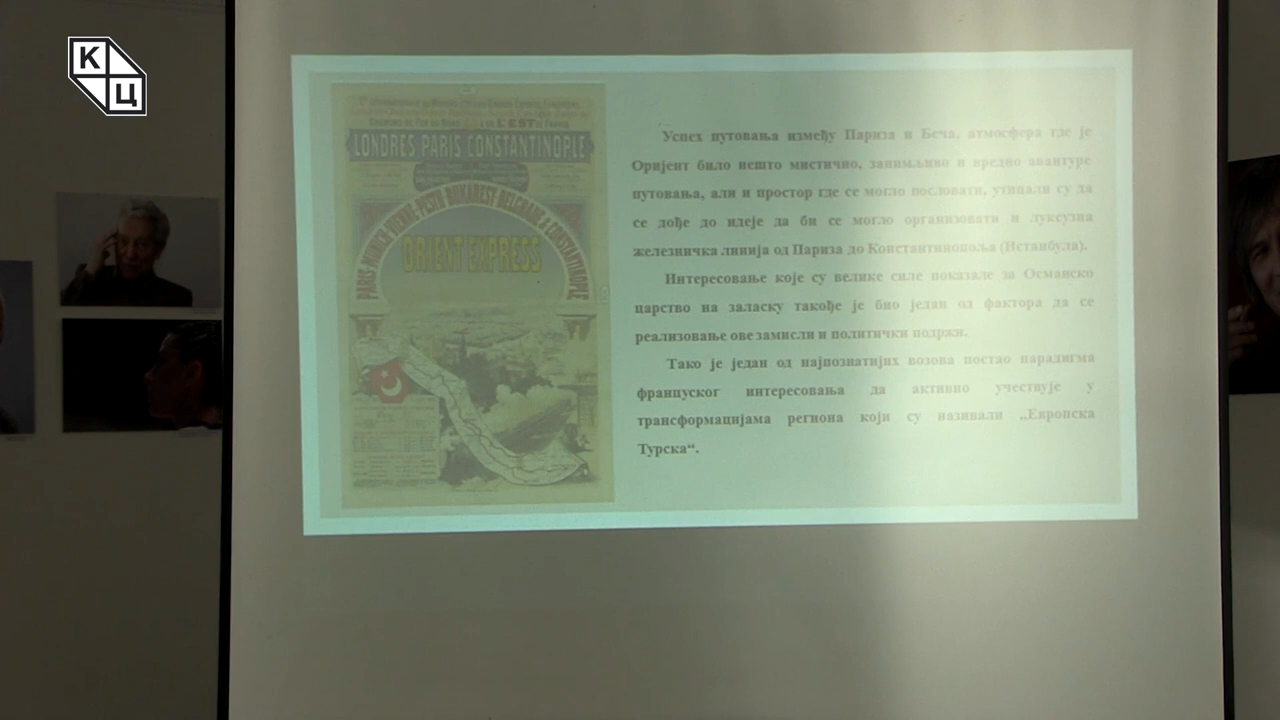 К
Ц
L'EST
LONDRES PARIS CONSTANTINOPLE
PARIS-MUNICH-VIENNE-PESTH-BUKAREST BELGRADE & CONSTANTINOPLE
ORIENT EXPRESS
Успех путовања између Париза и Беча, атмосфера где је
Оријент било нешто мистично, занимљиво и вредно авантуре
путовања, али и простор где се могло пословати, утицали су да
се дође до идеје да би се могло организовати и луксузна
железничка линија од Париза до Константинопоља (Истанбула).
Интересовање које су велике силе показале за Османско
царство на заласку такође је био један од фактора да се
реализовање ове замисли и политички подржи.
Тако је један од најпознатијих возова постао парадигма
француског интересовања да активно учествује у
трансформацијама региона који су називали „Европска
Турска“.